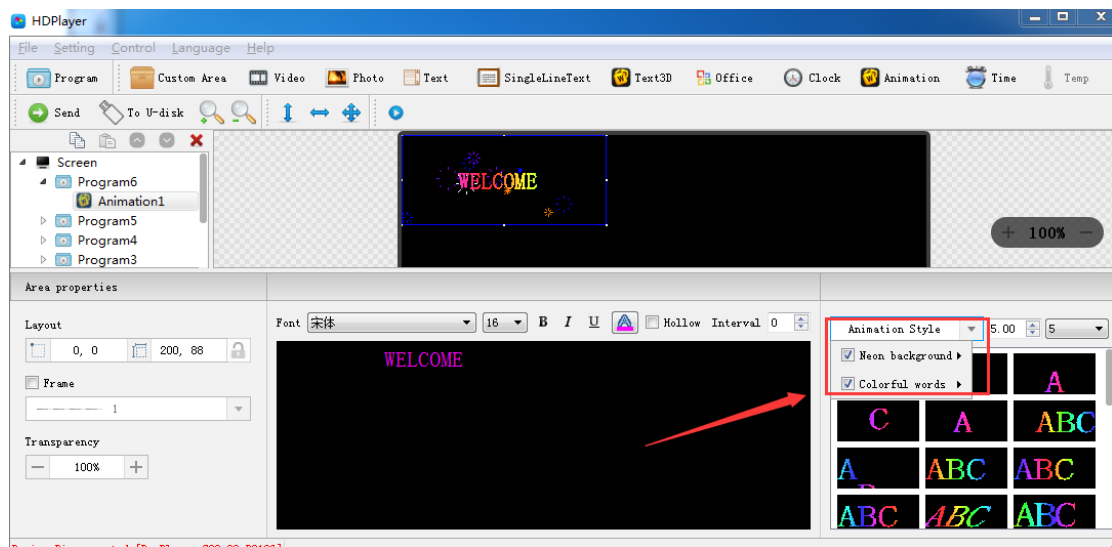 HDPlayer
File Setting Control Language Help
Program Custom Area Video Photo Text SingleLineText Text3D Office Clock Animation Time Temp
Send To U-disk
Screen
Program6
Animation1
Program5
Program4
Program3
WELCOME
+ 100% −
Area properties
Layout
0, 0 200, 88
Frame
1
Transparency
100%
Font 宋体 16 B I U A Hollow Interval 0
WELCOME
Animation Style 5.00 5
Neon background
Colorful words
A
C A ABC
A ABC ABC
ABC ABC ABC